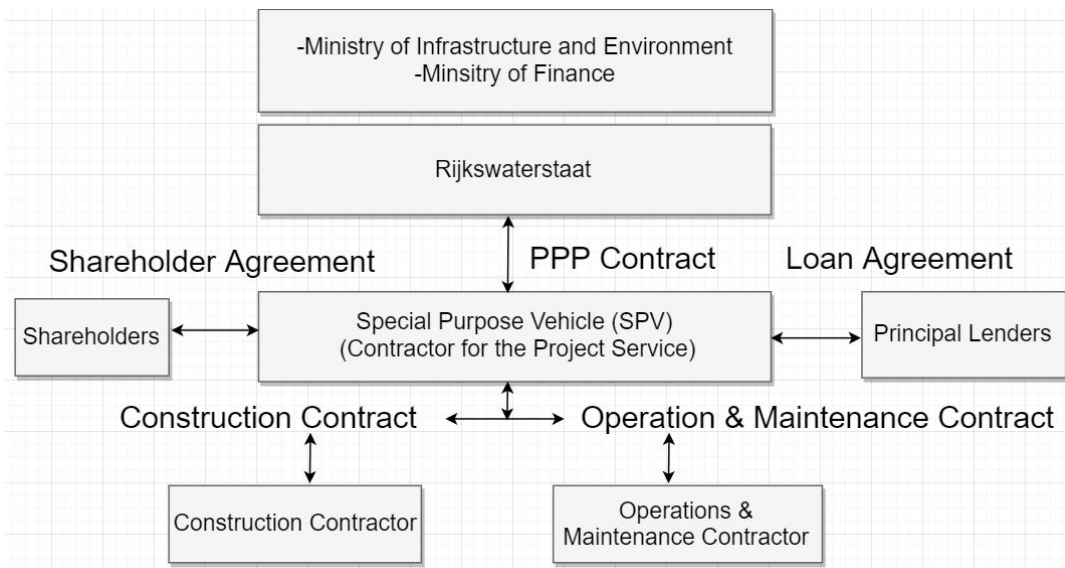 -Ministry of Infrastructure and Environment
-Minsitry of Finance
Rijkswaterstaat
Shareholder Agreement
PPP Contract
Loan Agreement
Shareholders
Special Purpose Vehicle (SPV)
(Contractor for the Project Service)
Principal Lenders
Construction Contract
Operation & Maintenance Contract
Construction Contractor
Operations &
Maintenance Contractor